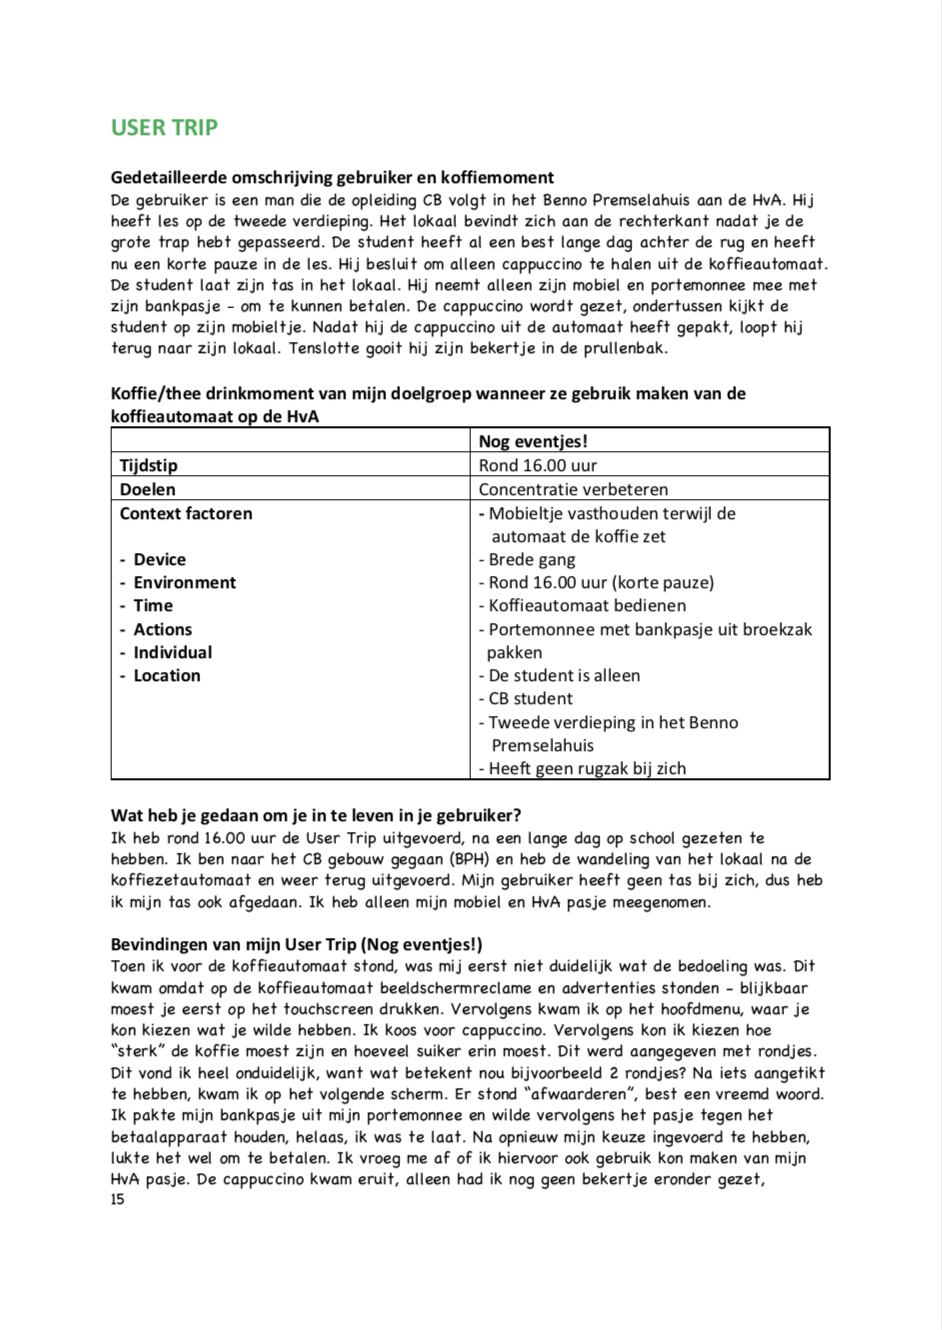 USER TRIP
Gedetailleerde omschrijving gebruiker en koffiemoment
De gebruiker is een man die de opleiding CB volgt in het Benno Premselahuis aan de HvA. Hij
heeft les op de tweede verdieping. Het lokaal bevindt zich aan de rechterkant nadat je de
grote trap hebt gepasseerd. De student heeft al een best lange dag achter de rug en heeft
nu een korte pauze in de les. Hij besluit om alleen cappuccino te halen uit de koffieautomaat.
De student laat zijn tas in het lokaal. Hij neemt alleen zijn mobiel en portemonnee mee met
zijn bankpasje – om te kunnen betalen. De cappuccino wordt gezet, ondertussen kijkt de
student op zijn mobieltje. Nadat hij de cappuccino uit de automaat heeft gepakt, loopt hij
terug naar zijn lokaal. Tenslotte gooit hij zijn bekertje in de prullenbak.
Koffie/thee drinkmoment van mijn doelgroep wanneer ze gebruik maken van de
koffieautomaat op de HvA
Nog eventjes!
Tijdstip
Rond 16.00 uur
Doelen
Concentratie verbeteren
Context factoren
- Device
- Environment
- Time
- Actions
- Individual
- Location
- Mobieltje vasthouden terwijl de
automaat de koffie zet
- Brede gang
- Rond 16.00 uur (korte pauze)
- Koffieautomaat bedienen
- Portemonnee met bankpasje uit broekzak
pakken
- De student is alleen
- CB student
- Tweede verdieping in het Benno
Premselahuis
- Heeft geen rugzak bij zich
Wat heb je gedaan om je in te leven in je gebruiker?
Ik heb rond 16.00 uur de User Trip uitgevoerd, na een lange dag op school gezeten te
hebben. Ik ben naar het CB gebouw gegaan (BPH) en heb de wandeling van het lokaal na de
koffiezetautomaat en weer terug uitgevoerd. Mijn gebruiker heeft geen tas bij zich, dus heb
ik mijn tas ook afgedaan. Ik heb alleen mijn mobiel en HvA pasje meegenomen.
Bevindingen van mijn User Trip (Nog eventjes!)
Toen ik voor de koffieautomaat stond, was mij eerst niet duidelijk wat de bedoeling was. Dit
kwam omdat op de koffieautomaat beeldschermreclame en advertenties stonden – blijkbaar
moest je eerst op het touchscreen drukken. Vervolgens kwam ik op het hoofdmenu, waar je
kon kiezen wat je wilde hebben. Ik koos voor cappuccino. Vervolgens kon ik kiezen hoe
“sterk” de koffie moest zijn en hoeveel suiker erin moest. Dit werd aangegeven met rondjes.
Dit vond ik heel onduidelijk, want wat betekent nou bijvoorbeeld 2 rondjes? Na iets aangetikt
te hebben, kwam ik op het volgende scherm. Er stond “afwaarderen”, best een vreemd woord.
Ik pakte mijn bankpasje uit mijn portemonnee en wilde vervolgens het pasje tegen het
betaalapparaat houden, helaas, ik was te laat. Na opnieuw mijn keuze ingevoerd te hebben,
lukte het wel om te betalen. Ik vroeg me af of ik hiervoor ook gebruik kon maken van mijn
HvA pasje. De cappuccino kwam eruit, alleen had ik nog geen bekertje eronder gezet,
15